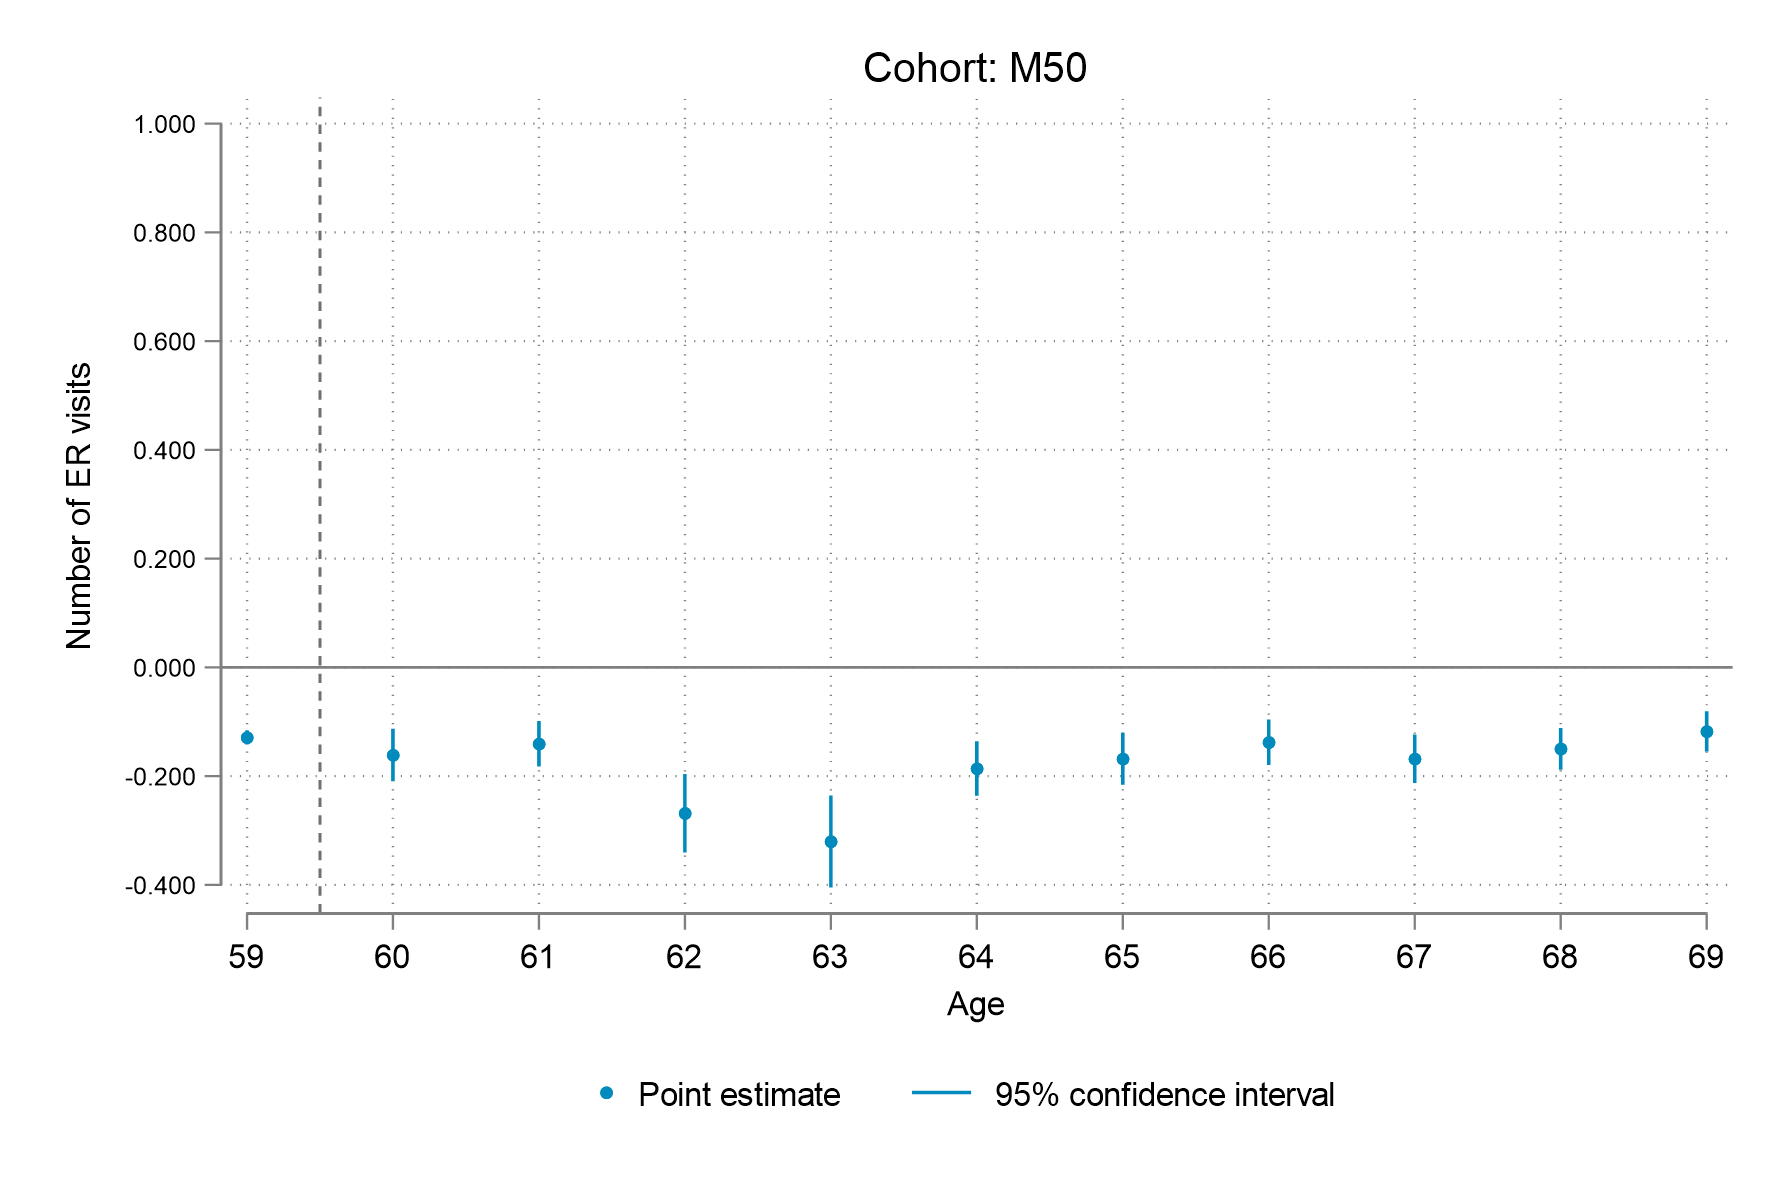 Cohort: M50
1.000
0.800
0.600
0.400
0.200
0.000
-0.200
-0.400
Number of ER visits
59 60 61 62 63 64 65 66 67 68 69
Age
Point estimate 95% confidence interval